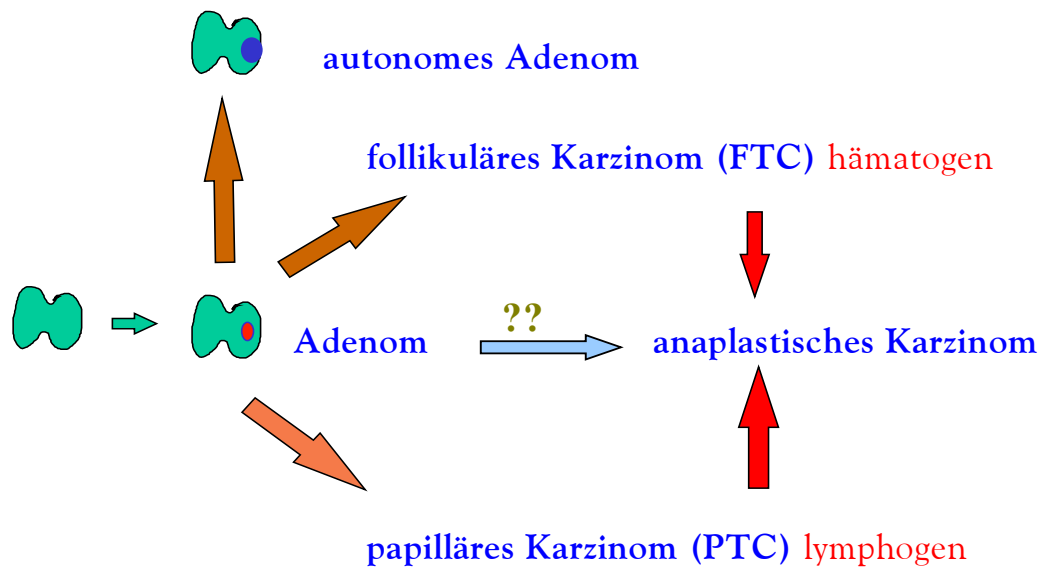 autonomes Adenom
follikuläres Karzinom (FTC) hämatogen
??
Adenom
anaplastisches Karzinom
papilläres Karzinom (PTC) lymphogen